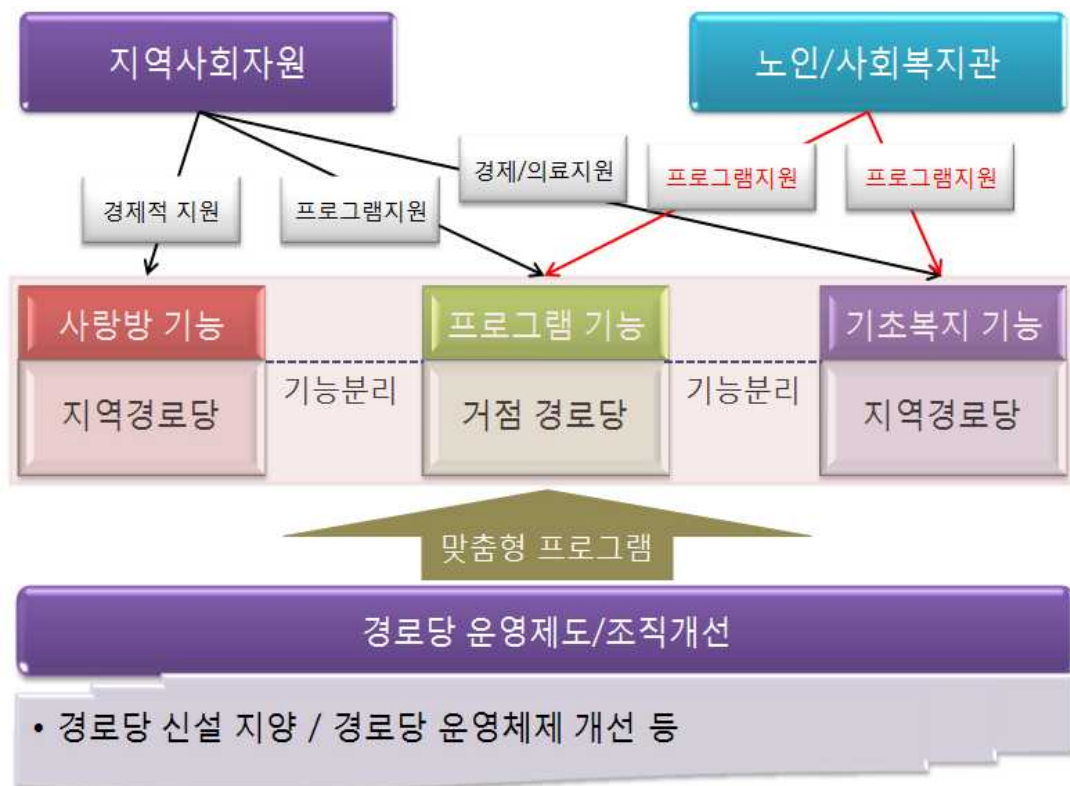 지역사회자원
노인/사회복지관
경제/의료지원
프로그램지원
프로그램지원
경제적 지원
프로그램지원
사랑방 기능
프로그램 기능
기초복지 기능
기능분리
기능분리
지역경로당
거점 경로당
지역경로당
맞춤형 프로그램
경로당 운영제도/조직개선
• 경로당 신설 지양 / 경로당 운영체제 개선 등